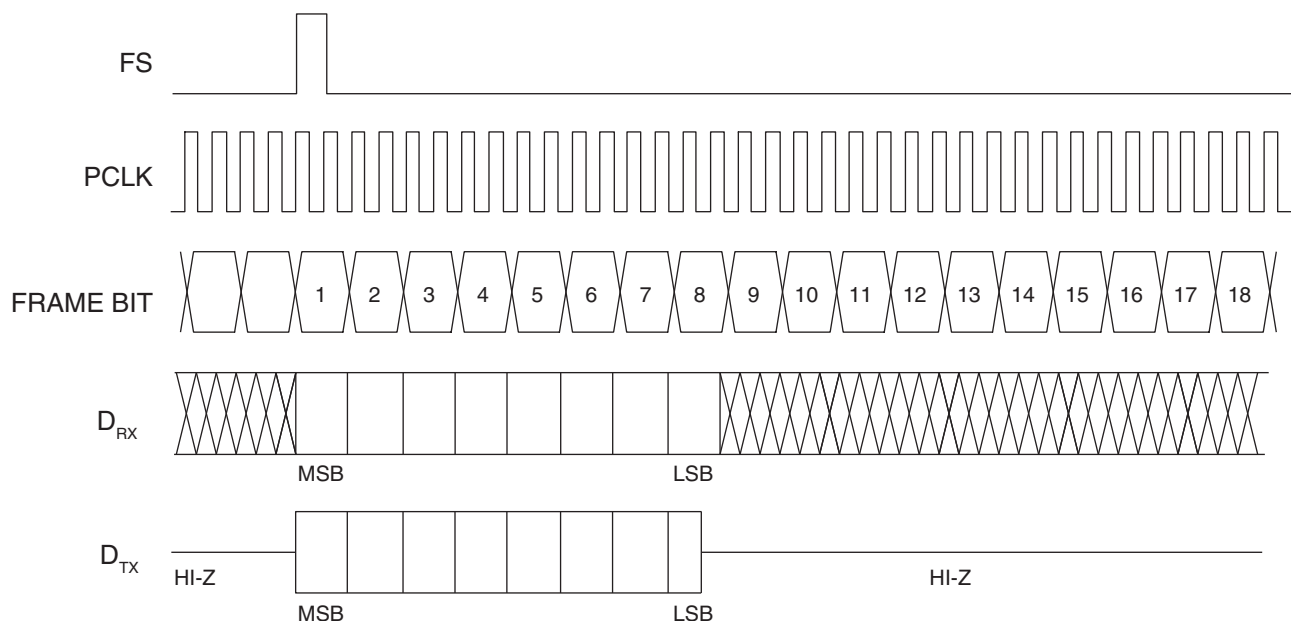 FS
PCLK
FRAME BIT 1 2 3 4 5 6 7 8 9 10 11 12 13 14 15 16 17 18
DRX
MSB LSB
DTX
HI-Z HI-Z
MSB LSB